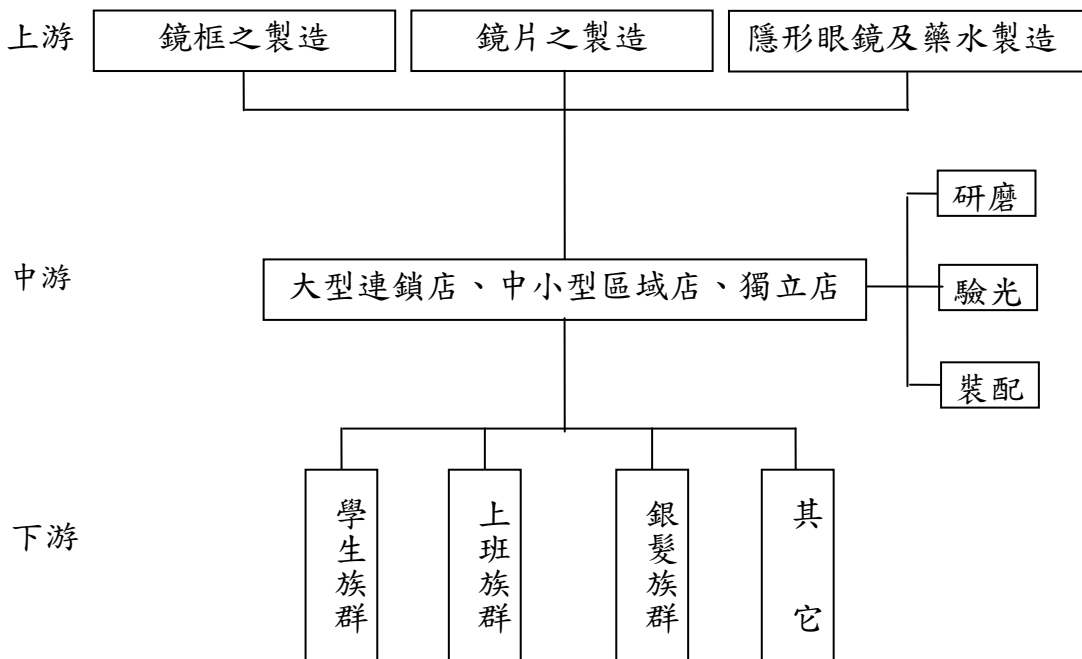 上游
鏡框之製造
鏡片之製造
隱形眼鏡及藥水製造
研磨
中游
大型連鎖店、中小型區域店、獨立店
驗光
裝配
下游
學生族群
上班族群
銀髮族群
其它